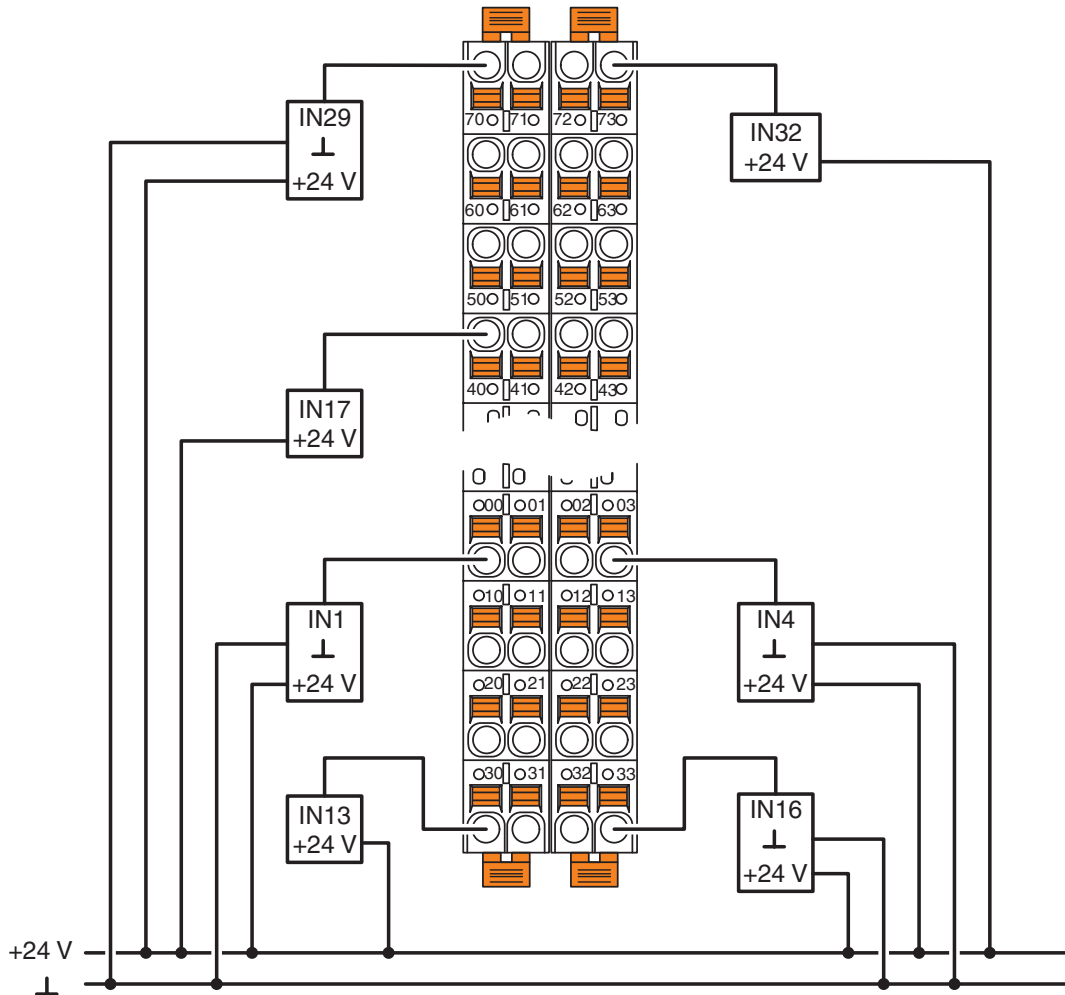 70 71 72 73
IN29
⊥
+24 V
IN32
+24 V
60 61 62 63
50 51 52 53
40 41 42 43
IN17
+24 V
00 01 02 03
10 11 12 13
IN1
⊥
+24 V
IN4
⊥
+24 V
20 21 22 23
30 31 32 33
IN13
+24 V
IN16
⊥
+24 V
+24 V
⊥